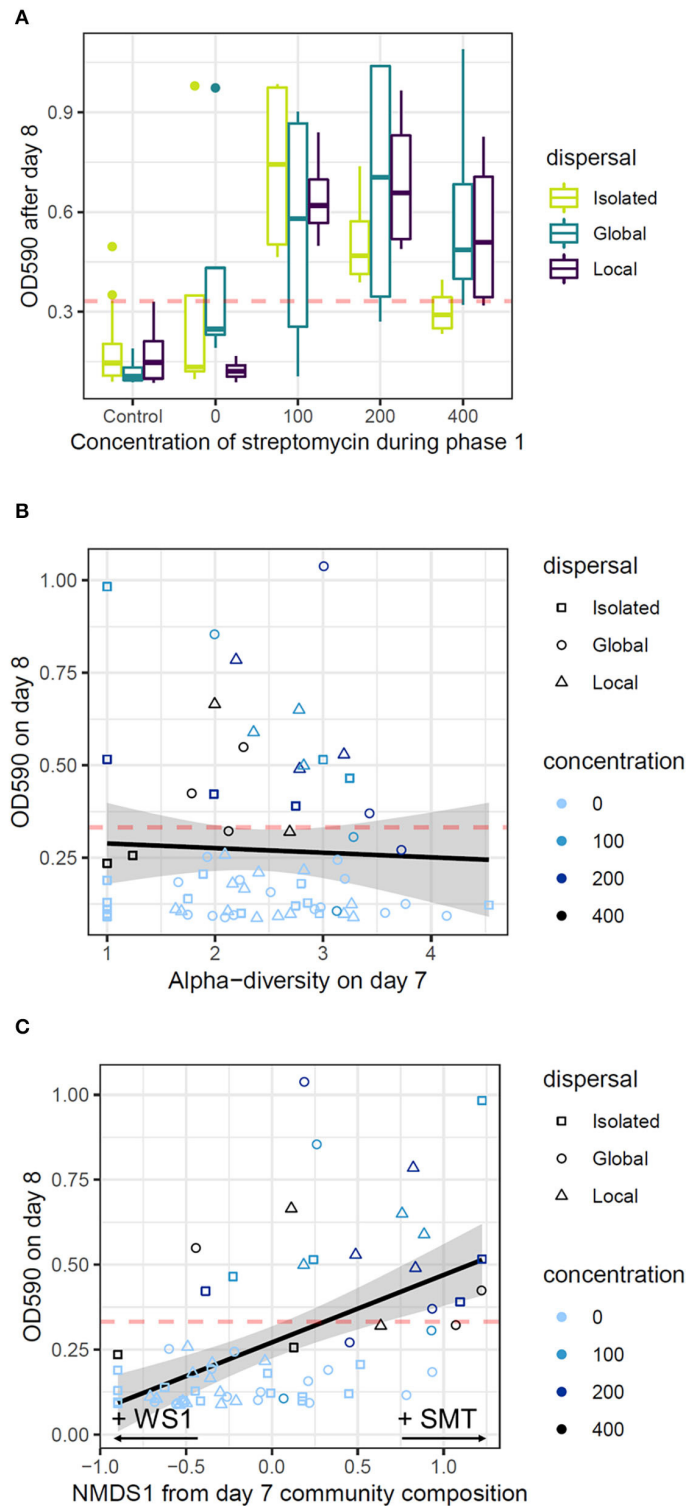 A
OD590 after day 8
0.9
0.6
0.3
Control 0 100 200 400
Concentration of streptomycin during phase 1
dispersal
Isolated
Global
Local
B
OD590 on day 8
1.00
0.75
0.50
0.25
1 2 3 4
Alpha-diversity on day 7
dispersal
Isolated
Global
Local
concentration
0
100
200
400
C
OD590 on day 8
1.00
0.75
0.50
0.25
0.00
+ WS1 + SMT
-1.0 -0.5 0.0 0.5 1.0
NMDS1 from day 7 community composition
dispersal
Isolated
Global
Local
concentration
0
100
200
400